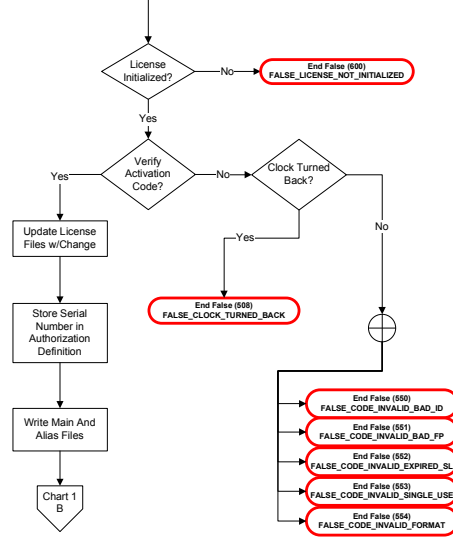 License
Initialized?
No
End False (600)
FALSE_LICENSE_NOT_INITIALIZED
Yes
Verify
Activation
Code?
Yes
No
Clock Turned
Back?
No
Update License
Files w/Change
Yes
End False (508)
FALSE_CLOCK_TURNED_BACK
Store Serial
Number in
Authorization
Definition
Write Main And
Alias Files
End False (550)
FALSE_CODE_INVALID_BAD_ID
End False (551)
FALSE_CODE_INVALID_BAD_FP
End False (552)
FALSE_CODE_INVALID_EXPIRED_SL
End False (553)
FALSE_CODE_INVALID_SINGLE_USE
End False (554)
FALSE_CODE_INVALID_FORMAT
Chart 1
B